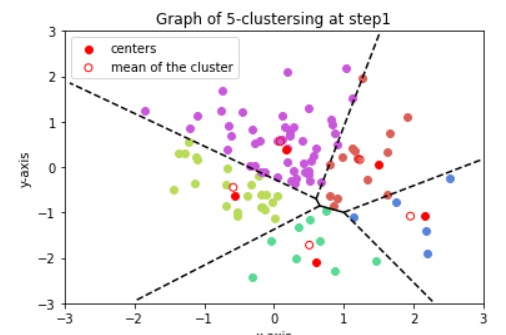 Graph of 5-clustersing at step1
centers
mean of the cluster
y-axis
3
2
1
0
−1
−2
−3
−3
−2
−1
0
1
2
3
x-axis